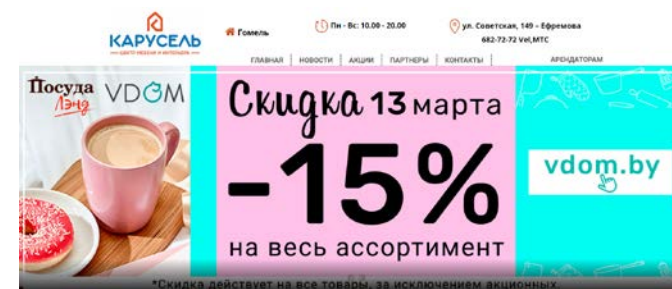 КАРУСЕЛЬ
ЦЕНТР МЕБЕЛИ И ИНТЕРЬЕРА
Гомель
Пн - Вс: 10.00 - 20.00
ул. Советская, 149 - Ефремова
682-72-72 Vel,МТС
ГЛАВНАЯ НОВОСТИ АКЦИИ ПАРТНЕРЫ КОНТАКТЫ АРЕНДАТОРАМ
Посуда
Лэнд
VDOM
Скидка 13 марта
-15%
на весь ассортимент
vdom.by
*Скидка действует на все товары, за исключением акционных.